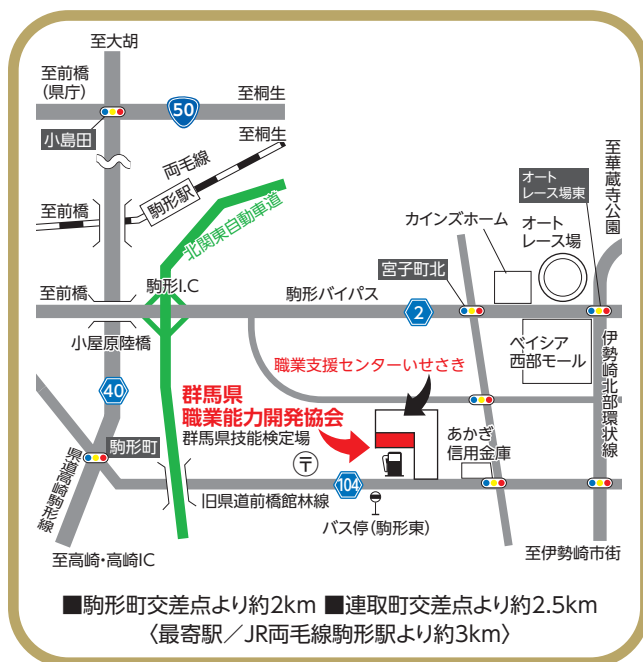 至大胡
至前橋
(県庁)
50
至桐生
小島田
至桐生
両毛線
駒形駅
至前橋
北関東自動車道
至華蔵寺公園
オート
レース場東
カインズホーム
オート
レース場
宮子町北
駒形I.C
至前橋
駒形バイパス
2
小屋原陸橋
ベイシア
西部モール
伊勢崎北部環状線
職業支援センターいせさき
40
群馬県
職業能力開発協会
群馬県技能検定場
駒形町
あかぎ
信用金庫
〒
県道高崎駒形線
104
旧県道前橋館林線
バス停(駒形東)
至高崎・高崎IC
至伊勢崎市街
■駒形町交差点より約2km ■連取町交差点より約2.5km
〈最寄駅／JR両毛線駒形駅より約3km〉